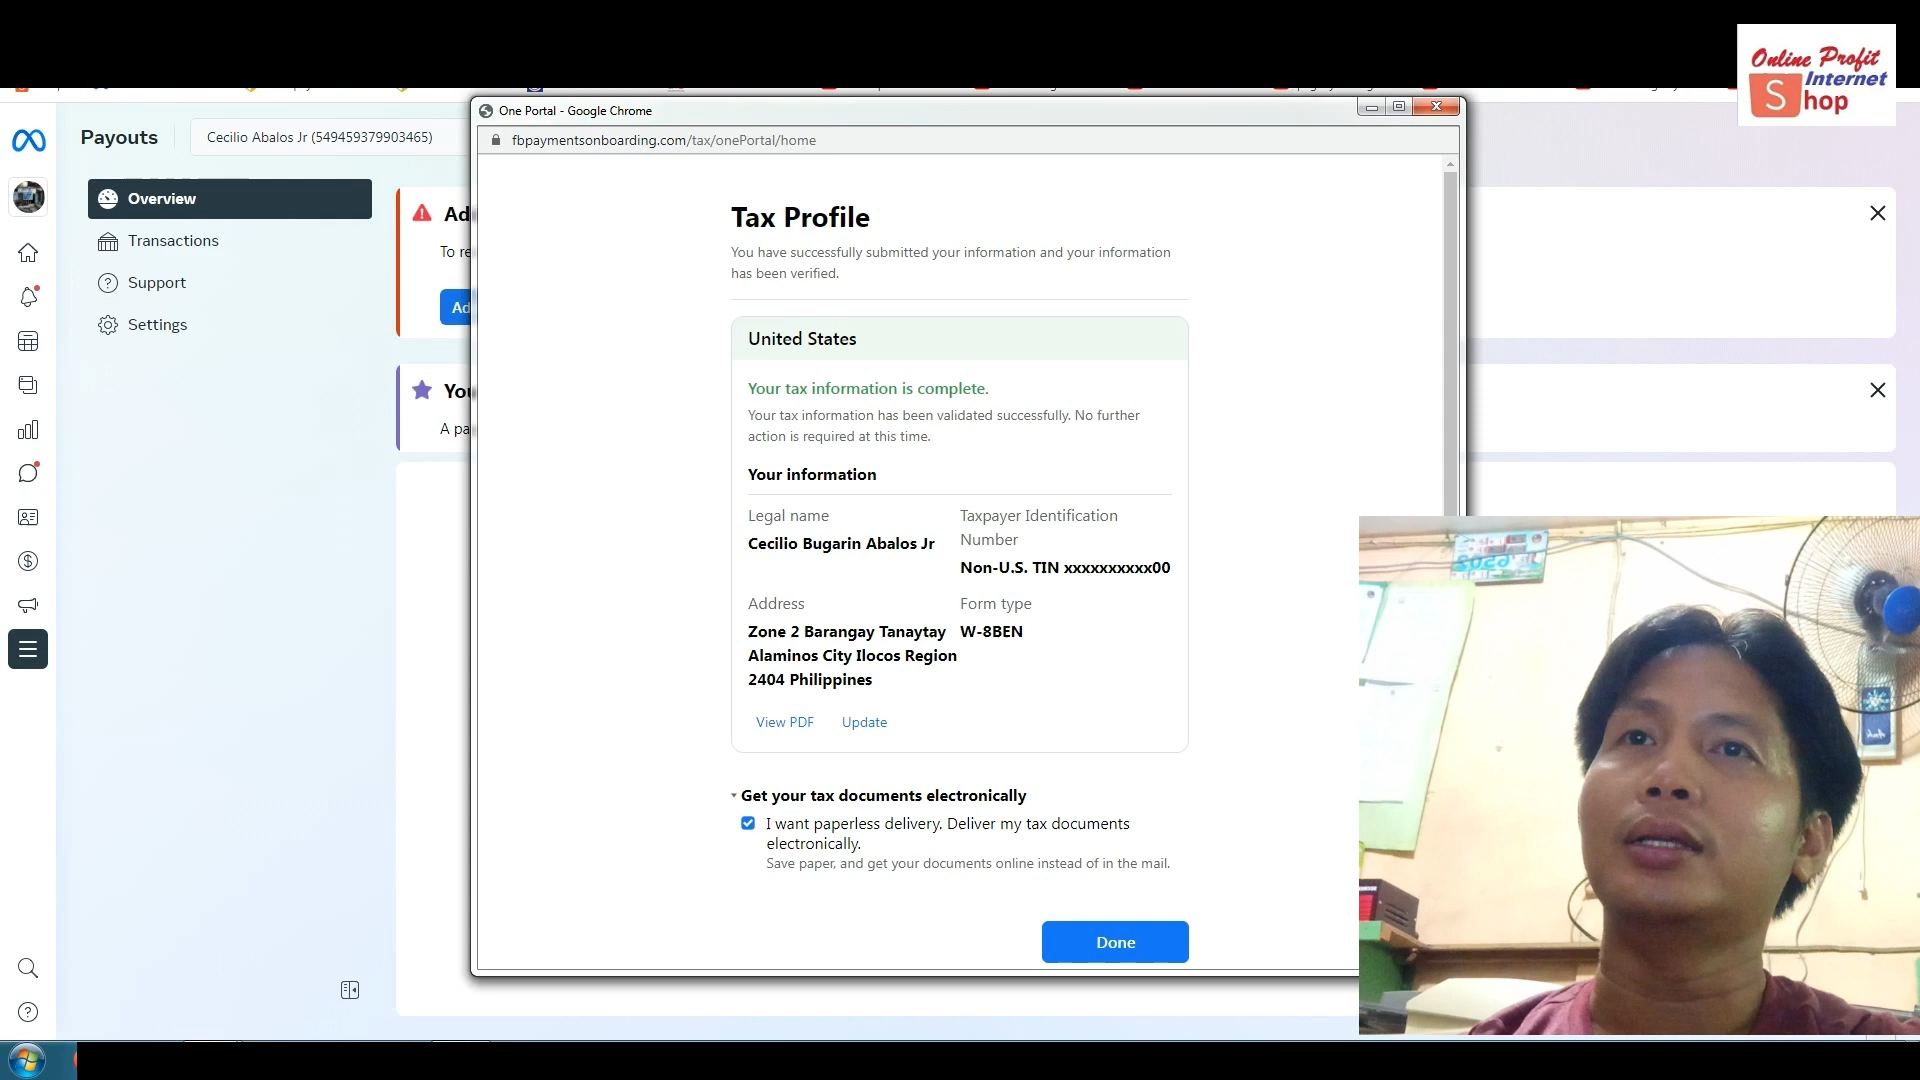 Online Profit
Internet
Shop
One Portal - Google Chrome
fbpaymentsonboarding.com/tax/onePortal/home
Payouts
Cecilio Abalos Jr (549459379903465)
Overview
Transactions
Support
Settings
Ad
To re
Ad
You
A pa
Tax Profile
You have successfully submitted your information and your information
has been verified.
United States
Your tax information is complete.
Your tax information has been validated successfully. No further
action is required at this time.
Your information
Legal name
Cecilio Bugarin Abalos Jr
Taxpayer Identification
Number
Non-U.S. TIN xxxxxxxxxx00
Address
Zone 2 Barangay Tanaytay
Alaminos City Ilocos Region
2404 Philippines
Form type
W-8BEN
View PDF
Update
Get your tax documents electronically
I want paperless delivery. Deliver my tax documents
electronically.
Save paper, and get your documents online instead of in the mail.
Done